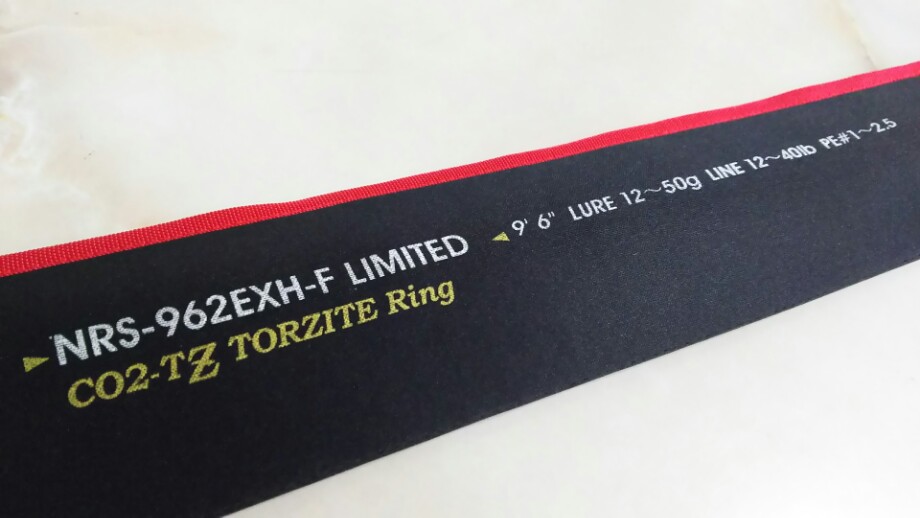 NRS-962EXH-F LIMITED
CO2-TZ TORZITE Ring
9' 6" LURE 12～50g LINE 12～40lb PE#1～2.5